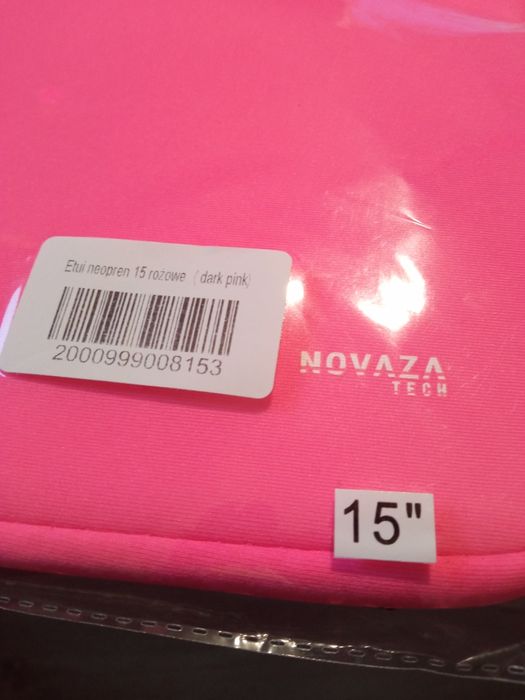 Etui neopren 15 rożowe ( dark pink)
2000999008153
NOVAZA
TECH
15"